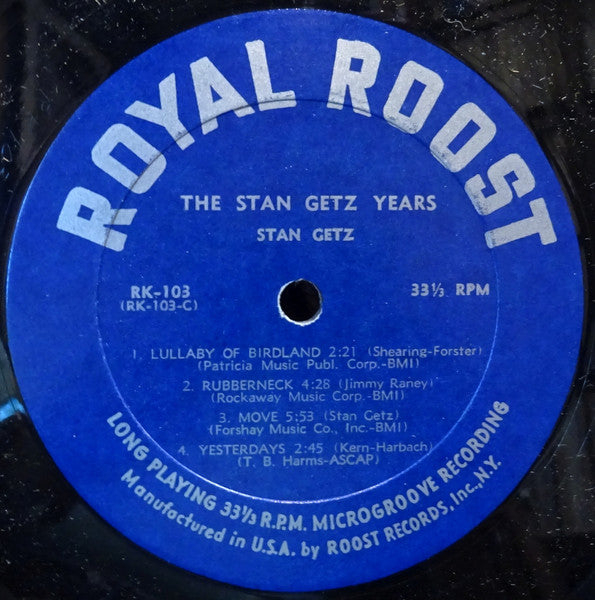 ROYAL ROOST
THE STAN GETZ YEARS
STAN GETZ
RK-103
(RK-103-C)
33⅓ RPM
1. LULLABY OF BIRDLAND 2:21 (Shearing-Forster)
(Patricia Music Publ. Corp.-BMI)
2. RUBBERNECK 4:28 (Jimmy Raney)
(Rockaway Music Corp.-BMI)
3. MOVE 5:53 (Stan Getz)
(Forshay Music Co., Inc.-BMI)
4. YESTERDAYS 2:45 (Kern-Harbach)
(T. B. Harms-ASCAP)
LONG PLAYING 33⅓ R.P.M. MICROGROOVE RECORDING
Manufactured in U.S.A. by ROOST RECORDS, Inc., N.Y.